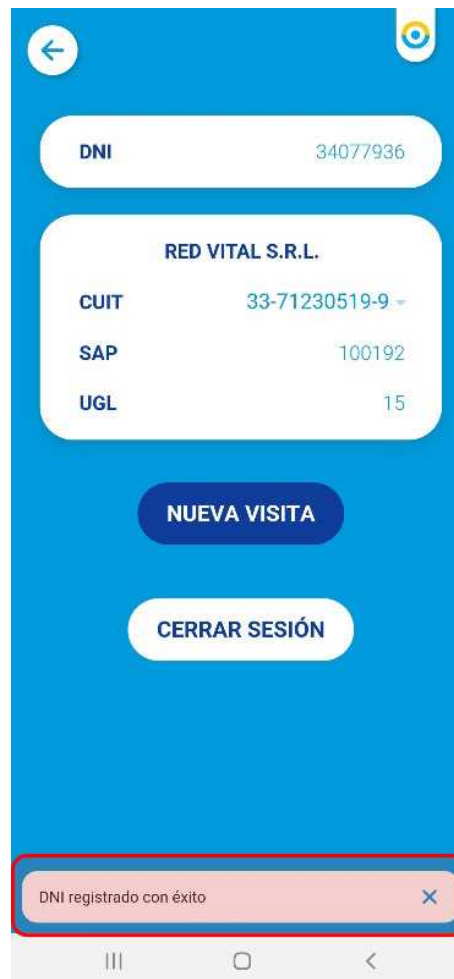 DNI 34077936
RED VITAL S.R.L.
CUIT 33-71230519-9
SAP 100192
UGL 15
NUEVA VISITA
CERRAR SESIÓN
DNI registrado con éxito